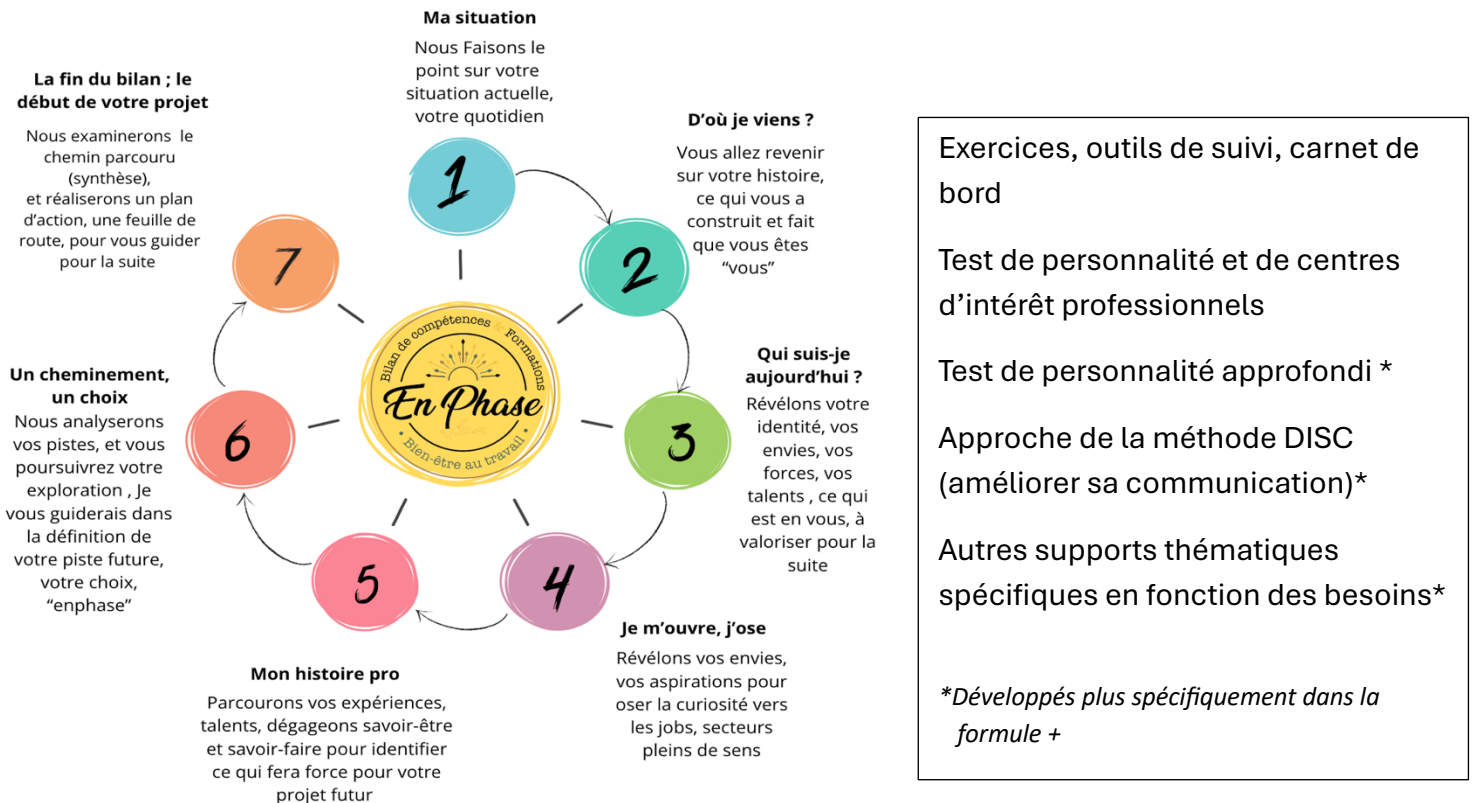 Ma situation
Nous Faisons le
point sur votre
situation actuelle,
votre quotidien
1
D’où je viens ?
Vous allez revenir
sur votre histoire,
ce qui vous a
construit et fait
que vous êtes
“vous”
2
Qui suis-je
aujourd’hui ?
Révélons votre
identité, vos
envies, vos
forces, vos
talents , ce qui
est en vous, à
valoriser pour la
suite
3
Je m’ouvre, j’ose
Révélons vos envies,
vos aspirations pour
oser la curiosité vers
les jobs, secteurs
pleins de sens
4
Mon histoire pro
Parcourons vos expériences,
talents, dégageons savoir-être
et savoir-faire pour identifier
ce qui fera force pour votre
projet futur
5
Un cheminement,
un choix
Nous analyserons
vos pistes, et vous
poursuivrez votre
exploration , Je
vous guiderais dans
la définition de
votre piste future,
votre choix,
“enphase”
6
La fin du bilan ; le
début de votre projet
Nous examinerons le
chemin parcouru
(synthèse),
et réaliserons un plan
d’action, une feuille de
route, pour vous guider
pour la suite
7
Bilan de compétences & Formations
En Phase
• Bien-être au travail •
Exercices, outils de suivi, carnet de
bord
Test de personnalité et de centres
d’intérêt professionnels
Test de personnalité approfondi *
Approche de la méthode DISC
(améliorer sa communication)*
Autres supports thématiques
spécifiques en fonction des besoins*
*Développés plus spécifiquement dans la
formule +